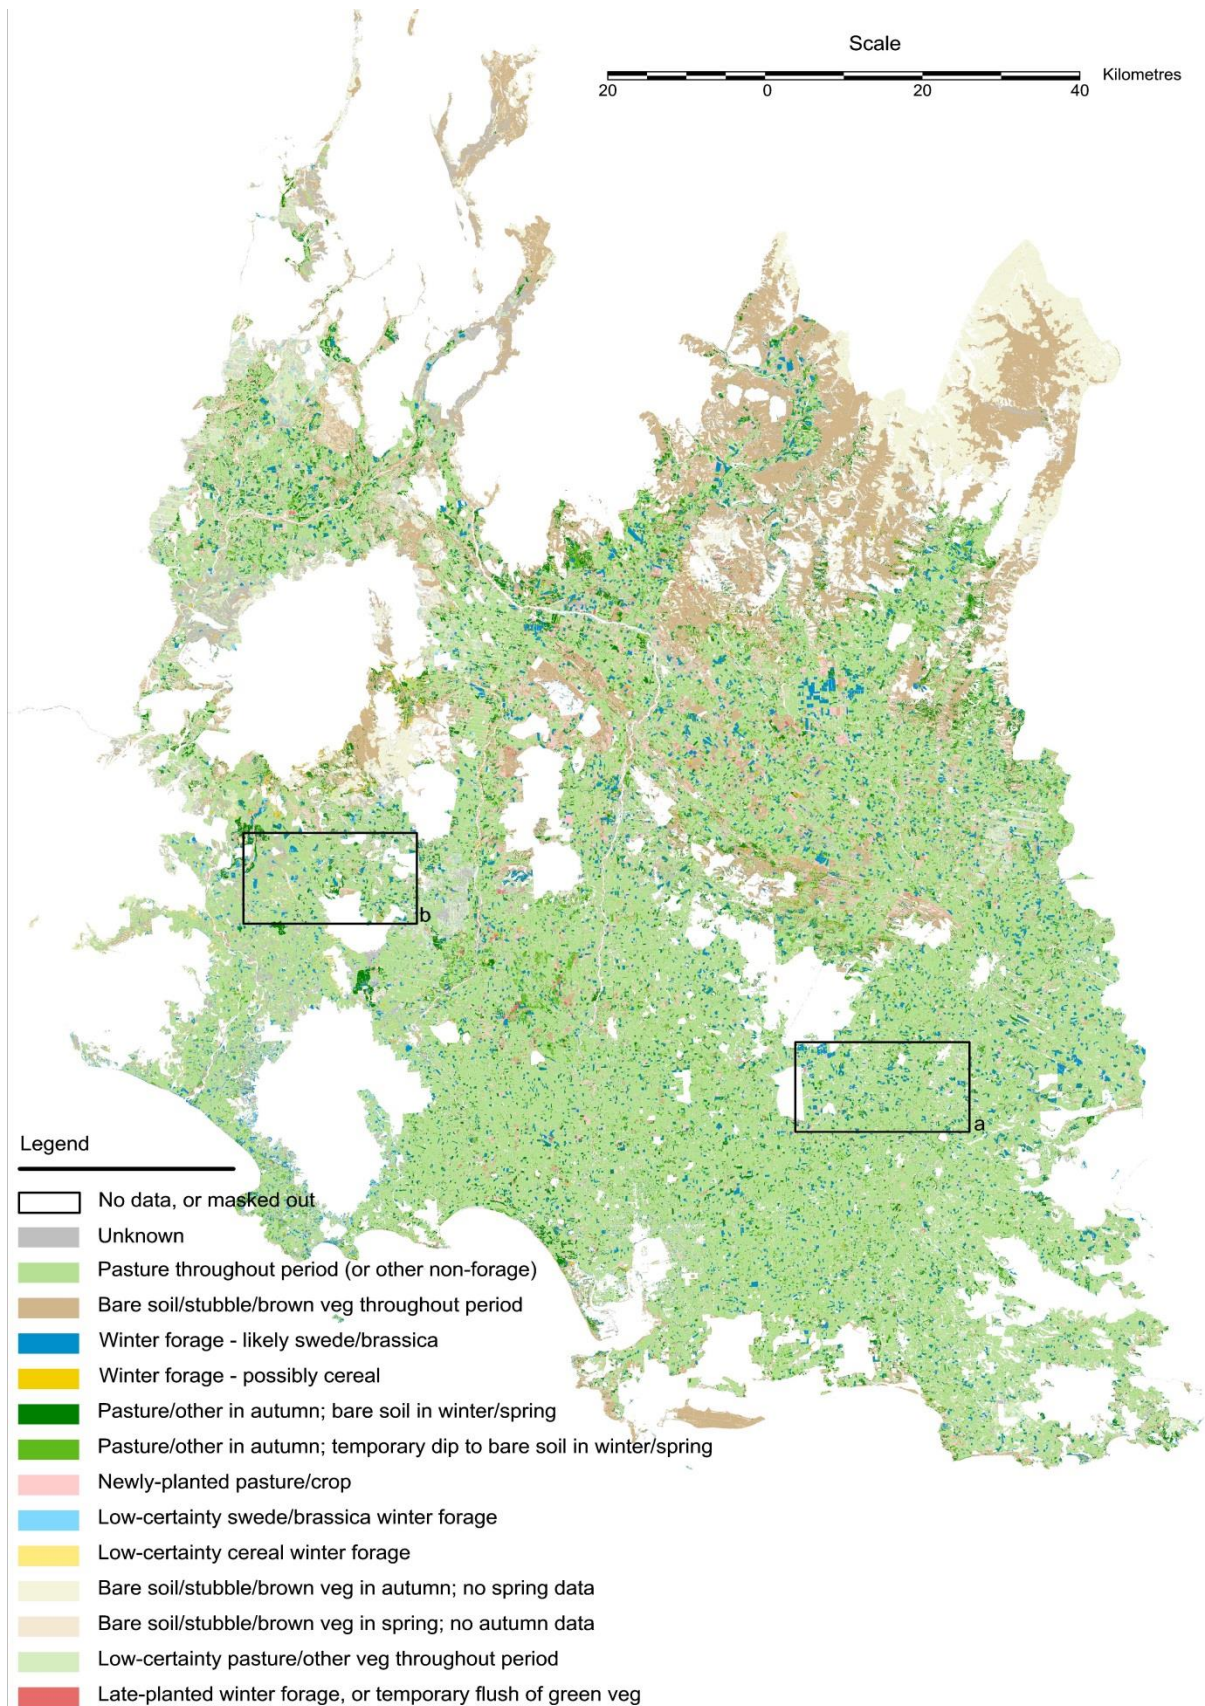 Scale
Kilometres
20 0 20 40
b
a
Legend
No data, or masked out
Unknown
Pasture throughout period (or other non-forage)
Bare soil/stubble/brown veg throughout period
Winter forage - likely swede/brassica
Winter forage - possibly cereal
Pasture/other in autumn; bare soil in winter/spring
Pasture/other in autumn; temporary dip to bare soil in winter/spring
Newly-planted pasture/crop
Low-certainty swede/brassica winter forage
Low-certainty cereal winter forage
Bare soil/stubble/brown veg in autumn; no spring data
Bare soil/stubble/brown veg in spring; no autumn data
Low-certainty pasture/other veg throughout period
Late-planted winter forage, or temporary flush of green veg